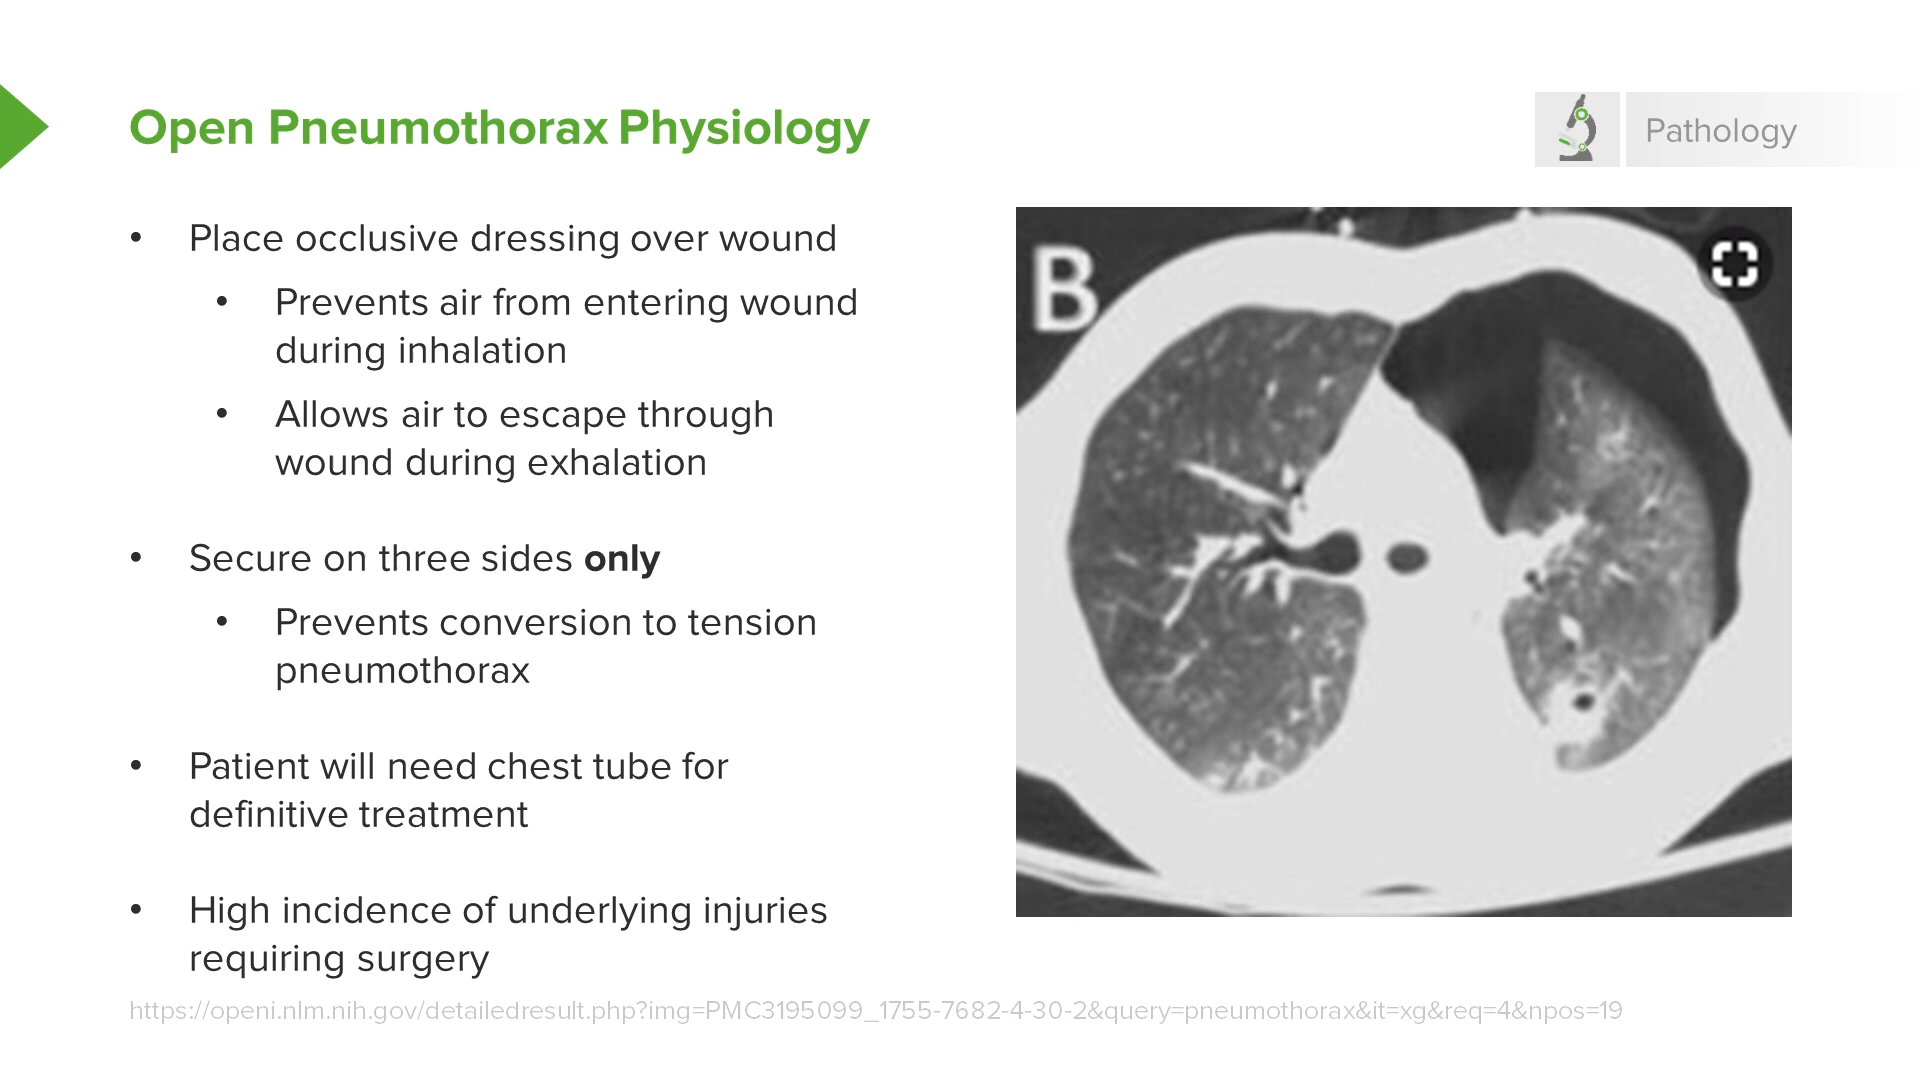 Open Pneumothorax Physiology
Pathology
• Place occlusive dressing over wound
• Prevents air from entering wound
during inhalation
• Allows air to escape through
wound during exhalation
• Secure on three sides only
• Prevents conversion to tension
pneumothorax
• Patient will need chest tube for
definitive treatment
• High incidence of underlying injuries
requiring surgery
B
https://openi.nlm.nih.gov/detailedresult.php?img=PMC3195099_1755-7682-4-30-2&query=pneumothorax&it=xg&req=4&npos=19